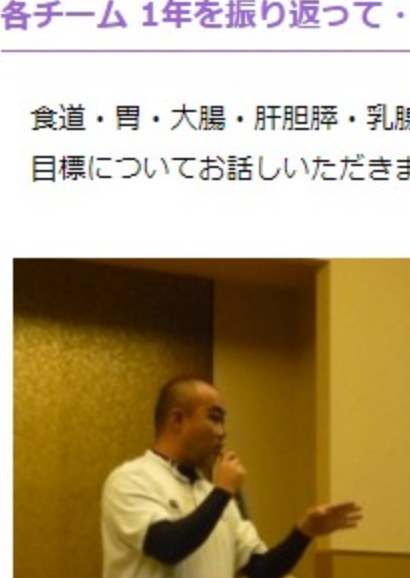 各チーム 1年を振り返って・
食道・胃・大腸・肝胆膵・乳腺
目標についてお話しいただきま